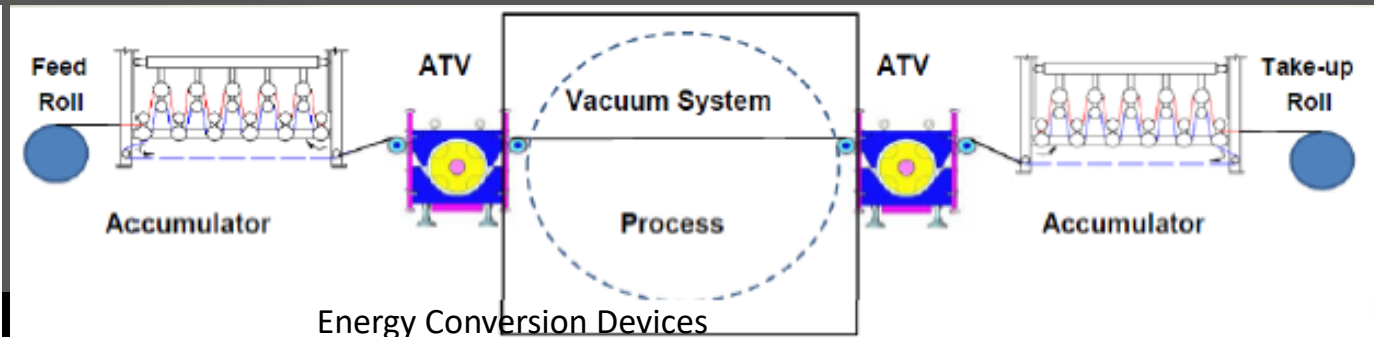 Feed
Roll
ATV
Vacuum System
ATV
Take-up
Roll
Accumulator
Process
Accumulator
Energy Conversion Devices